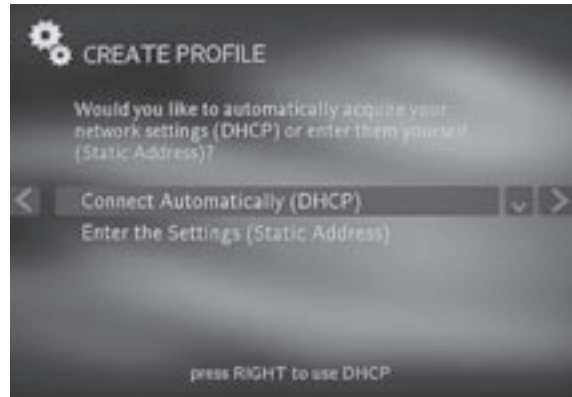 CREATE PROFILE
Would you like to automatically acquire your
network settings (DHCP) or enter them yourself
(Static Address)?
Connect Automatically (DHCP)
Enter the Settings (Static Address)
press RIGHT to use DHCP